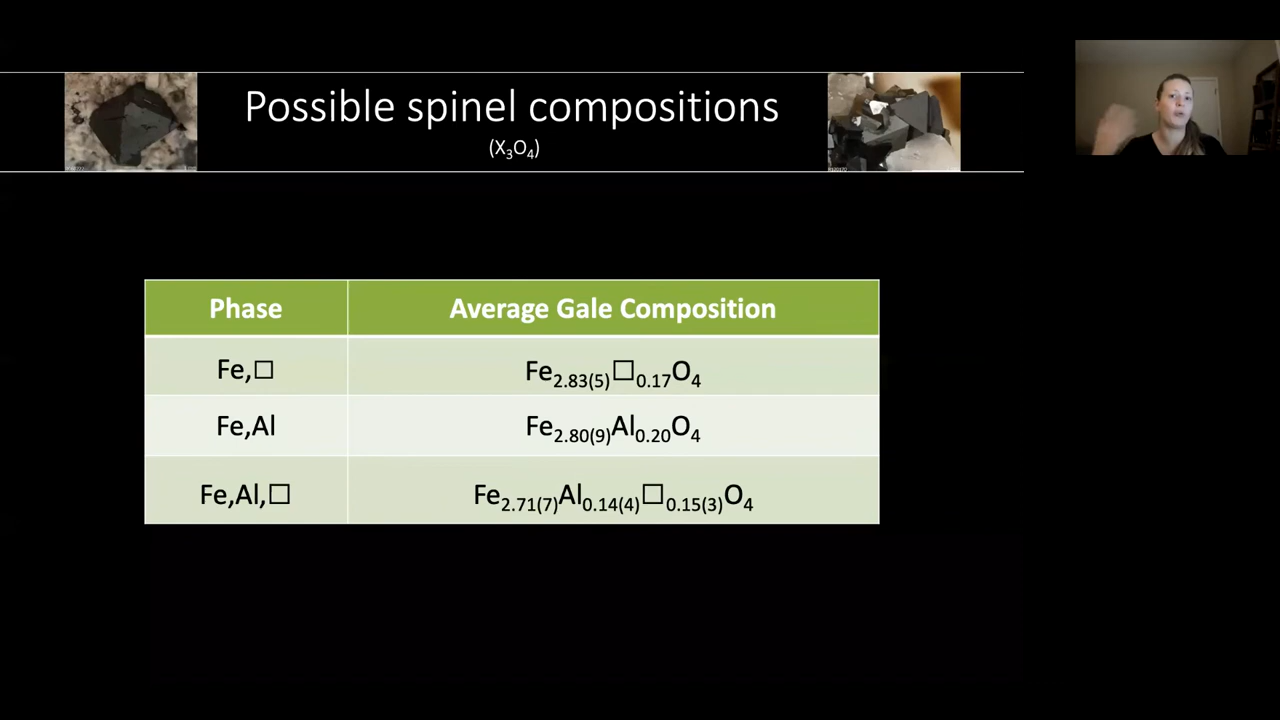 Possible spinel compositions
(X₃O₄)
Phase
Average Gale Composition
Fe,□
Fe₂.₈₃₍₅₎□₀.₁₇O₄
Fe,Al
Fe₂.₈₀₍₉₎Al₀.₂₀O₄
Fe,Al,□
Fe₂.₇₁₍₇₎Al₀.₁₄₍₄₎□₀.₁₅₍₃₎O₄